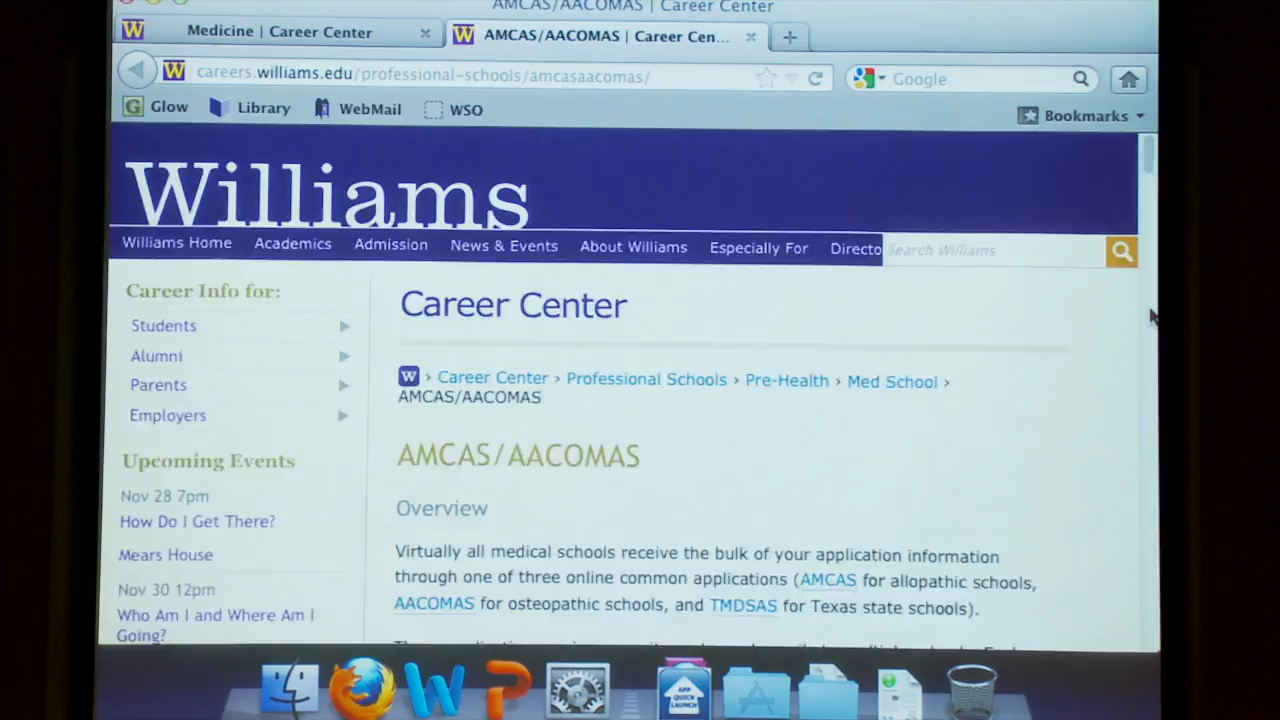 AMCAS/AACOMAS | Career Center
Medicine | Career Center
AMCAS/AACOMAS | Career Cen...
careers.williams.edu/professional-schools/amcasaacomas/
Google
Glow
Library
WebMail
WSO
Bookmarks
Williams
Williams Home Academics Admission News & Events About Williams Especially For Directo
Search Williams
Career Info for:
Students
Alumni
Parents
Employers
Upcoming Events
Nov 28 7pm
How Do I Get There?
Mears House
Nov 30 12pm
Who Am I and Where Am I
Going?
Career Center
W › Career Center › Professional Schools › Pre-Health › Med School ›
AMCAS/AACOMAS
AMCAS/AACOMAS
Overview
Virtually all medical schools receive the bulk of your application information
through one of three online common applications (AMCAS for allopathic schools,
AACOMAS for osteopathic schools, and TMDSAS for Texas state schools).
APP
QUICK
LAUNCH